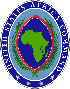 UNITED STATES AFRICA COMMAND